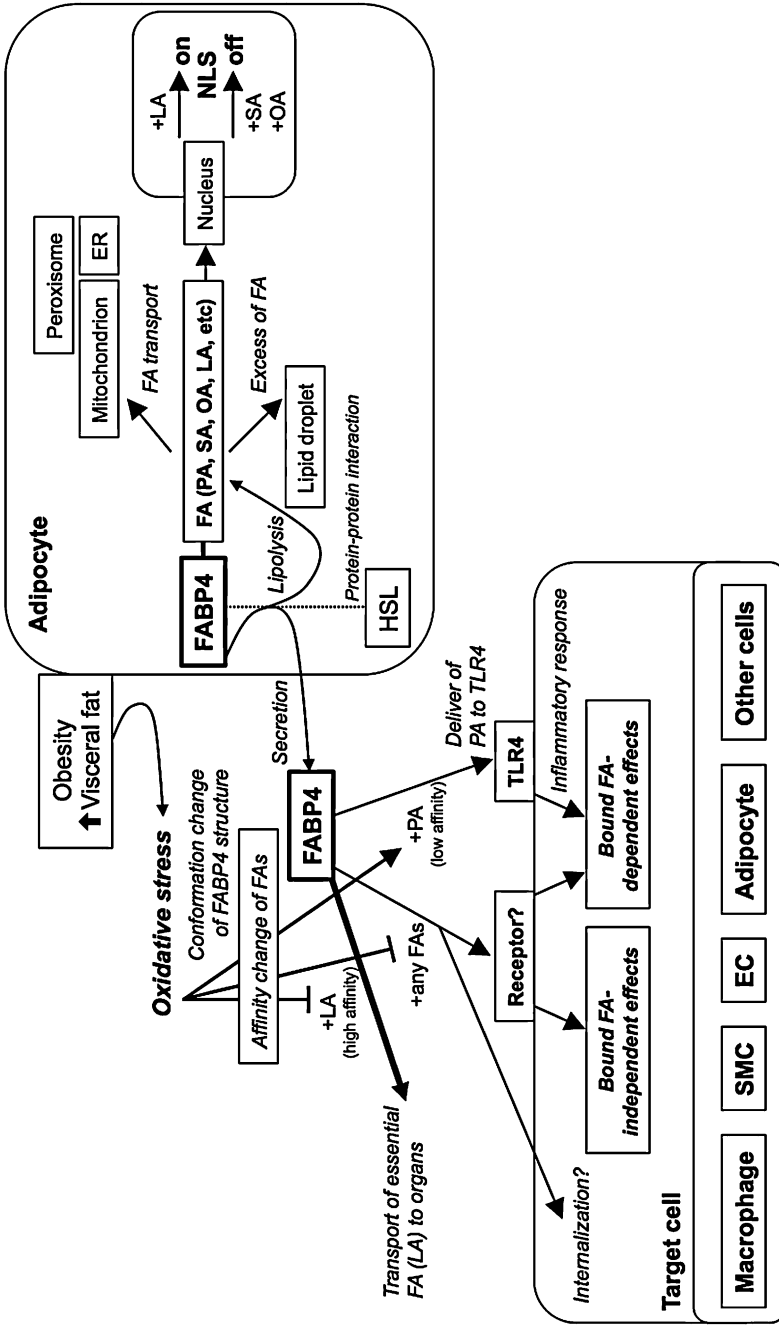 Obesity
⬆Visceral fat
Adipocyte
Peroxisome
Mitochondrion
ER
FA transport
FABP4
FA (PA, SA, OA, LA, etc)
Nucleus
+LA
on
NLS
off
+SA
+OA
Lipolysis
Excess of FA
Lipid droplet
Protein-protein interaction
HSL
Oxidative stress
Conformation change
of FABP4 structure
Affinity change of FAs
Secretion
FABP4
+LA
(high affinity)
+any FAs
+PA
(low affinity)
Deliver of
PA to TLR4
Transport of essential
FA (LA) to organs
Receptor?
TLR4
Internalization?
Inflammatory response
Bound FA-
independent effects
Bound FA-
dependent effects
Target cell
Macrophage
SMC
EC
Adipocyte
Other cells